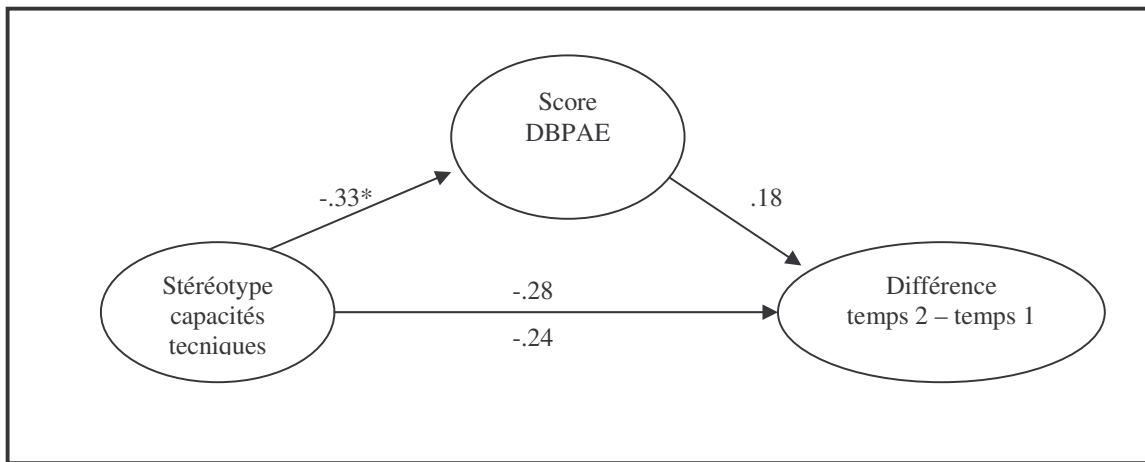 Score
DBPAE
-.33*
.18
Stéréotype
capacités
tecniques
-.28
-.24
Différence
temps 2 – temps 1